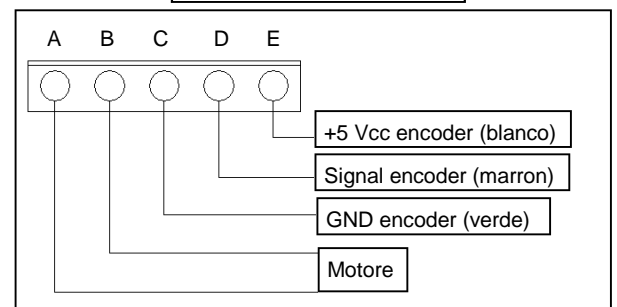 A B C D E
+5 Vcc encoder (blanco)
Signal encoder (marron)
GND encoder (verde)
Motore